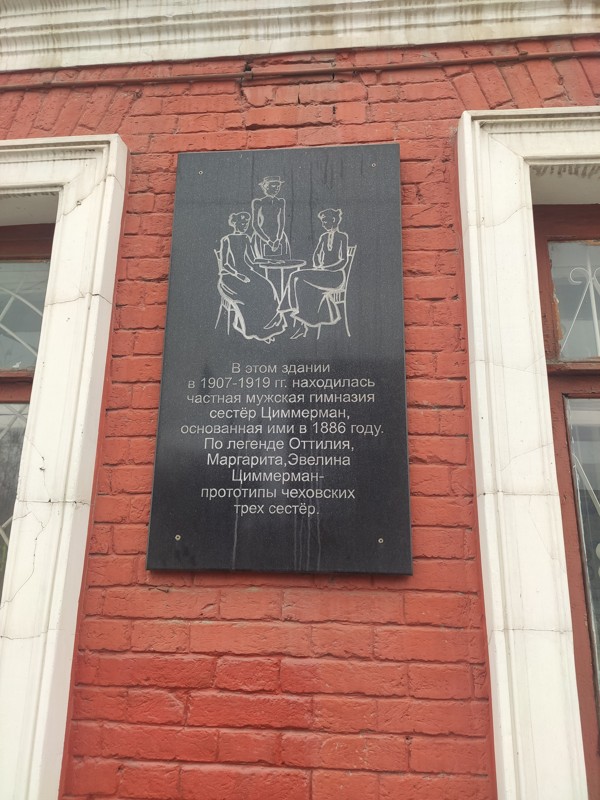 В этом здании
в 1907-1919 гг. находилась
частная мужская гимназия
сестёр Циммерман,
основанная ими в 1886 году.
По легенде Оттилия,
Маргарита,Эвелина
Циммерман-
прототипы чеховских
трех сестёр.